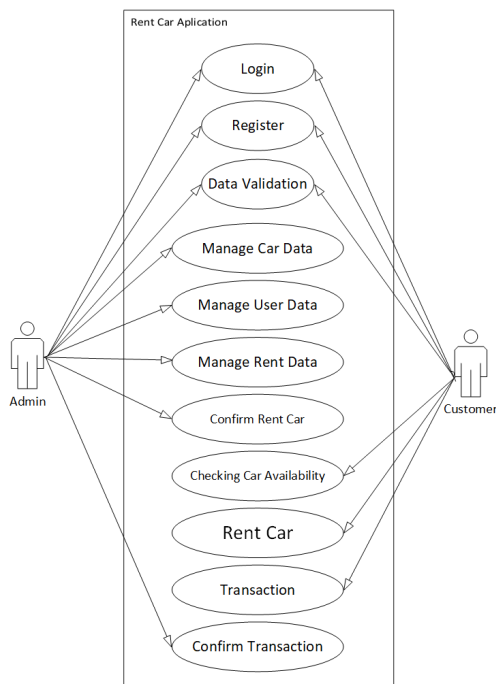 Rent Car Aplication
Login
Register
Data Validation
Manage Car Data
Manage User Data
Manage Rent Data
Admin
Customer
Confirm Rent Car
Checking Car Availability
Rent Car
Transaction
Confirm Transaction